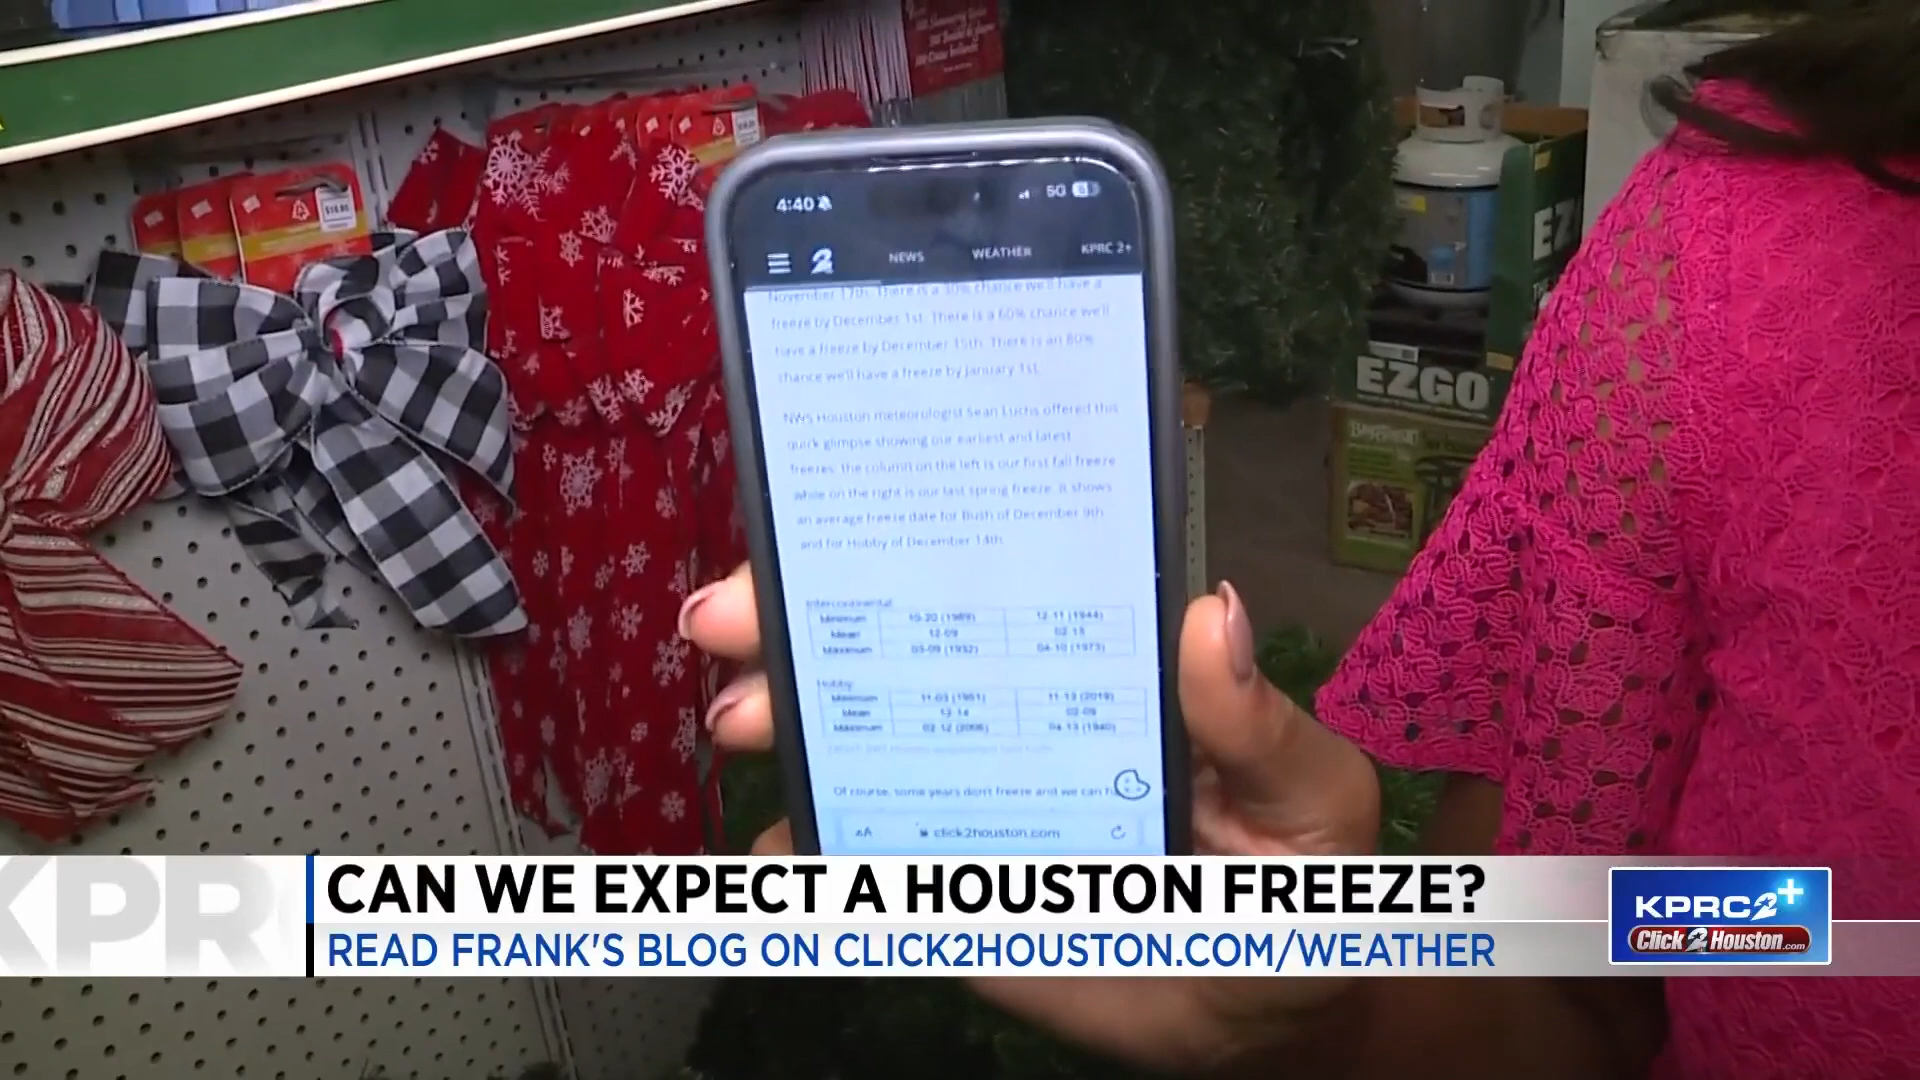 4:40
5G
NEWS
WEATHER
KPRC 2+
November 17th. There is a 30% chance we'll have a
freeze by December 1st. There is a 60% chance we'll
have a freeze by December 15th. There is an 80%
chance we'll have a freeze by January 1st.
NWS Houston meteorologist Sean Luchs offered this
quick glimpse showing our earliest and latest
freezes: the column on the left is our first fall freeze
while on the right is our last spring freeze. It shows
an average freeze date for Bush of December 9th
and for Hobby of December 14th.
Intercontinental
Minimum 10-20 (1989) 12-11 (1944)
Mean 12-09 02-15
Maximum 03-09 (1932) 04-10 (1973)
Hobby
Minimum 11-03 (1951) 11-13 (2019)
Mean 12-14 02-09
Maximum 02-12 (2006) 04-13 (1940)
Of course, some years don't freeze and we can h
AA click2houston.com
EZ
EZGO
KPRC
CAN WE EXPECT A HOUSTON FREEZE?
READ FRANK'S BLOG ON CLICK2HOUSTON.COM/WEATHER
KPRC2+
Click2Houston.com